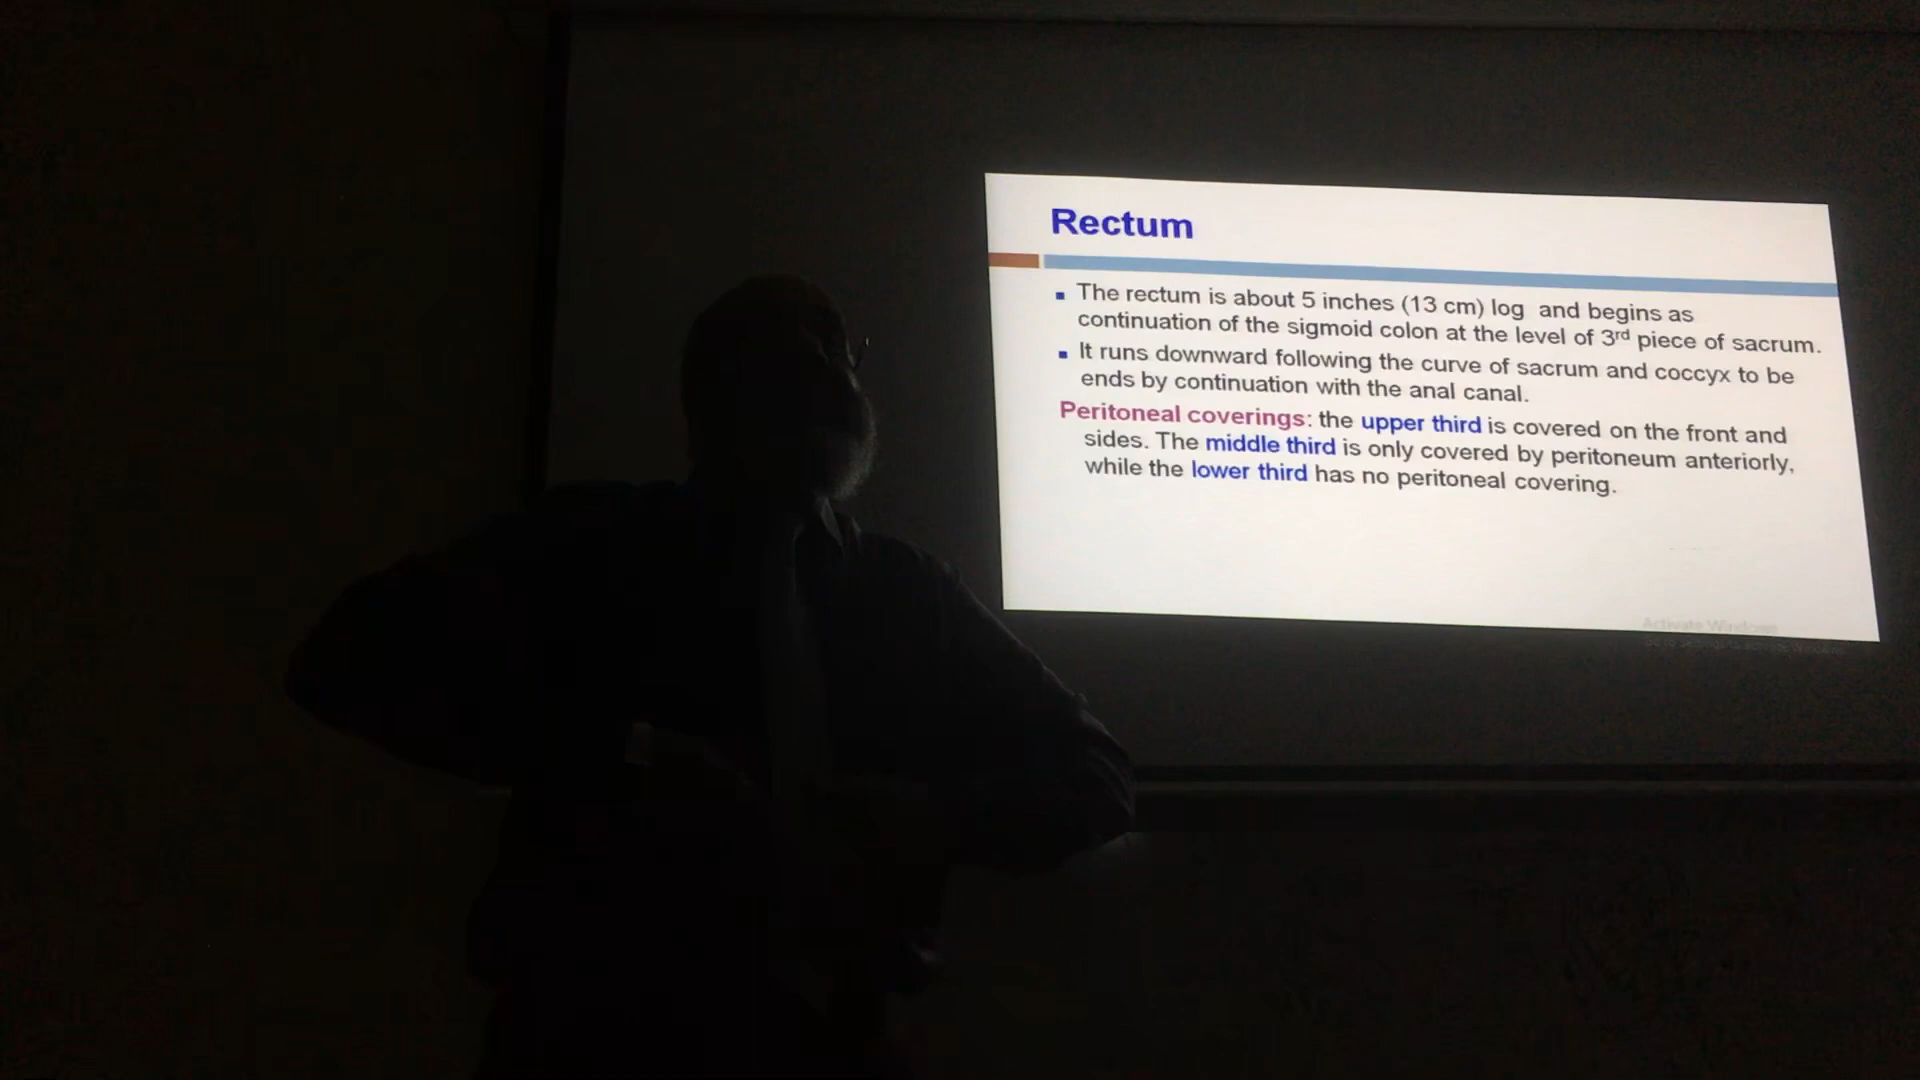 Rectum
The rectum is about 5 inches (13 cm) log and begins as
continuation of the sigmoid colon at the level of 3rd piece of sacrum.
It runs downward following the curve of sacrum and coccyx to be
ends by continuation with the anal canal.
Peritoneal coverings: the upper third is covered on the front and
sides. The middle third is only covered by peritoneum anteriorly,
while the lower third has no peritoneal covering.
Activate Windows